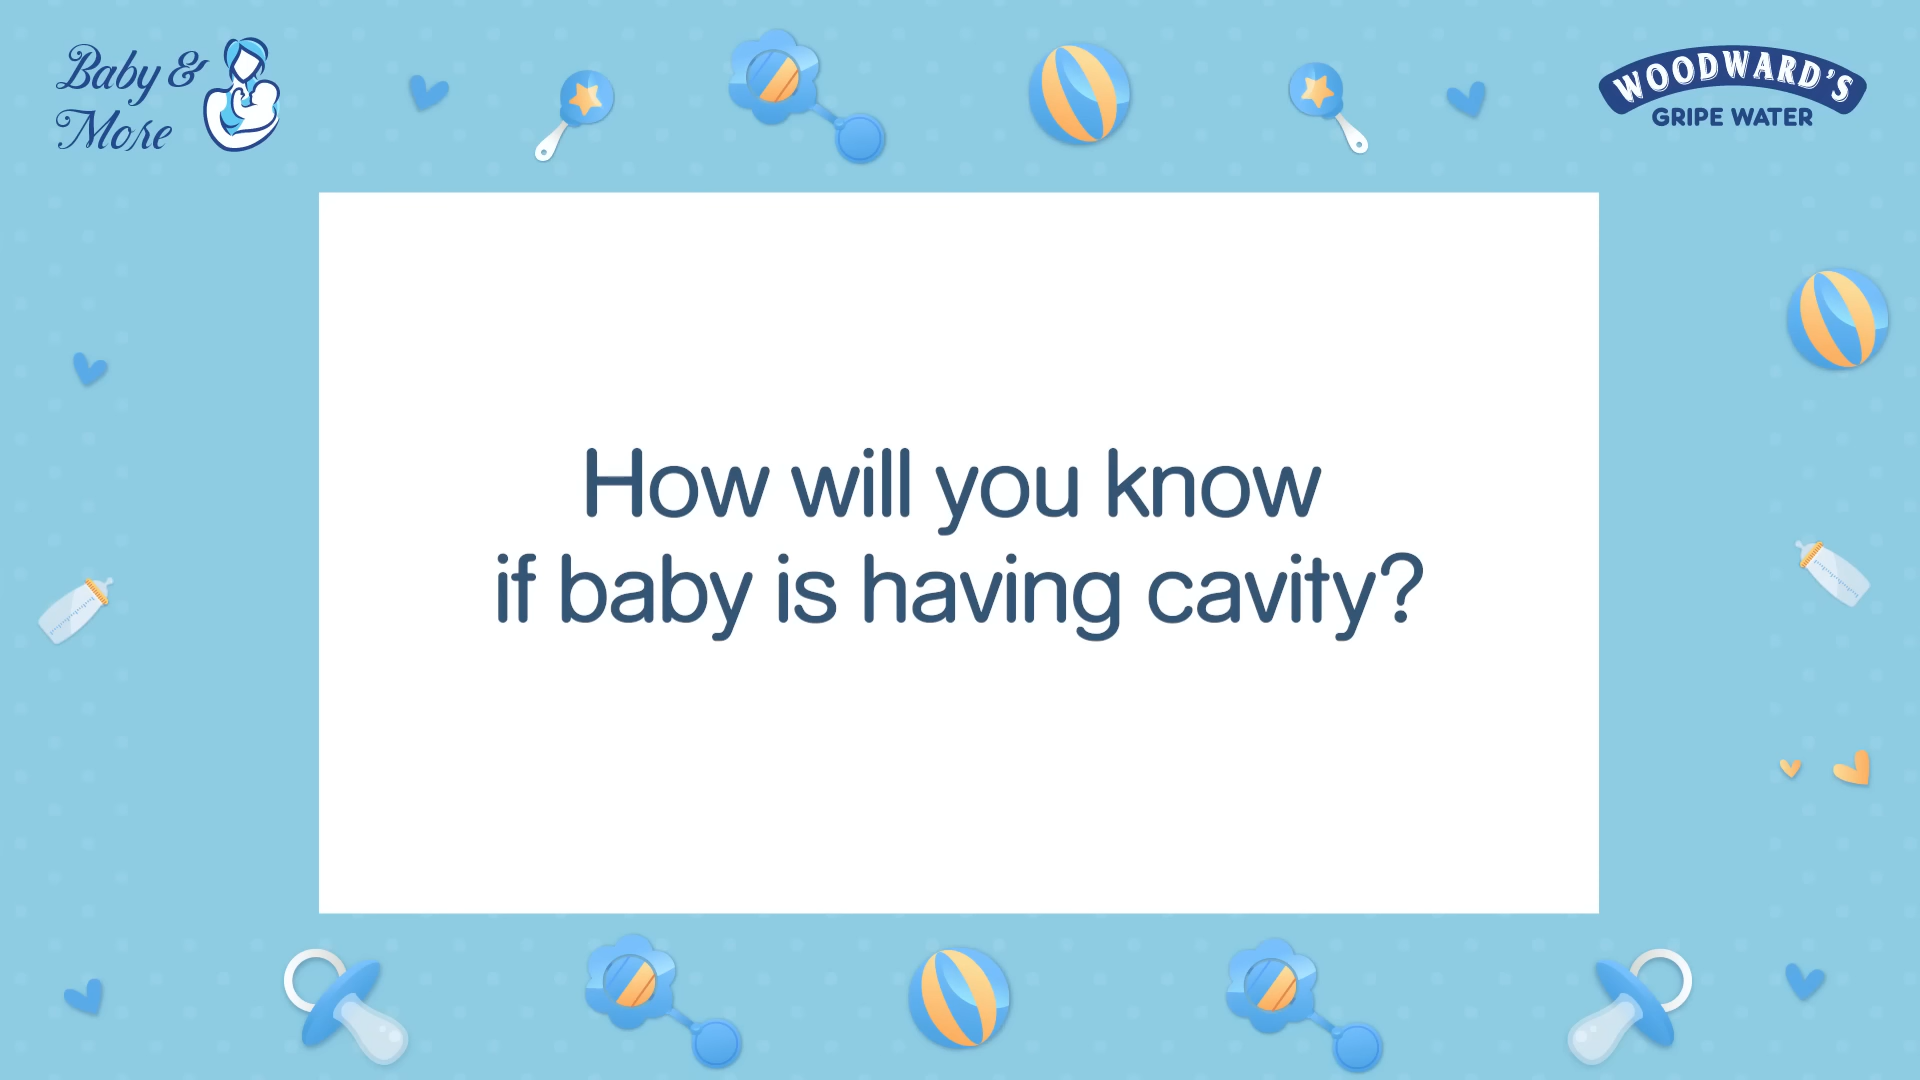 Baby &
More
WOODWARD'S
GRIPE WATER
How will you know
if baby is having cavity?